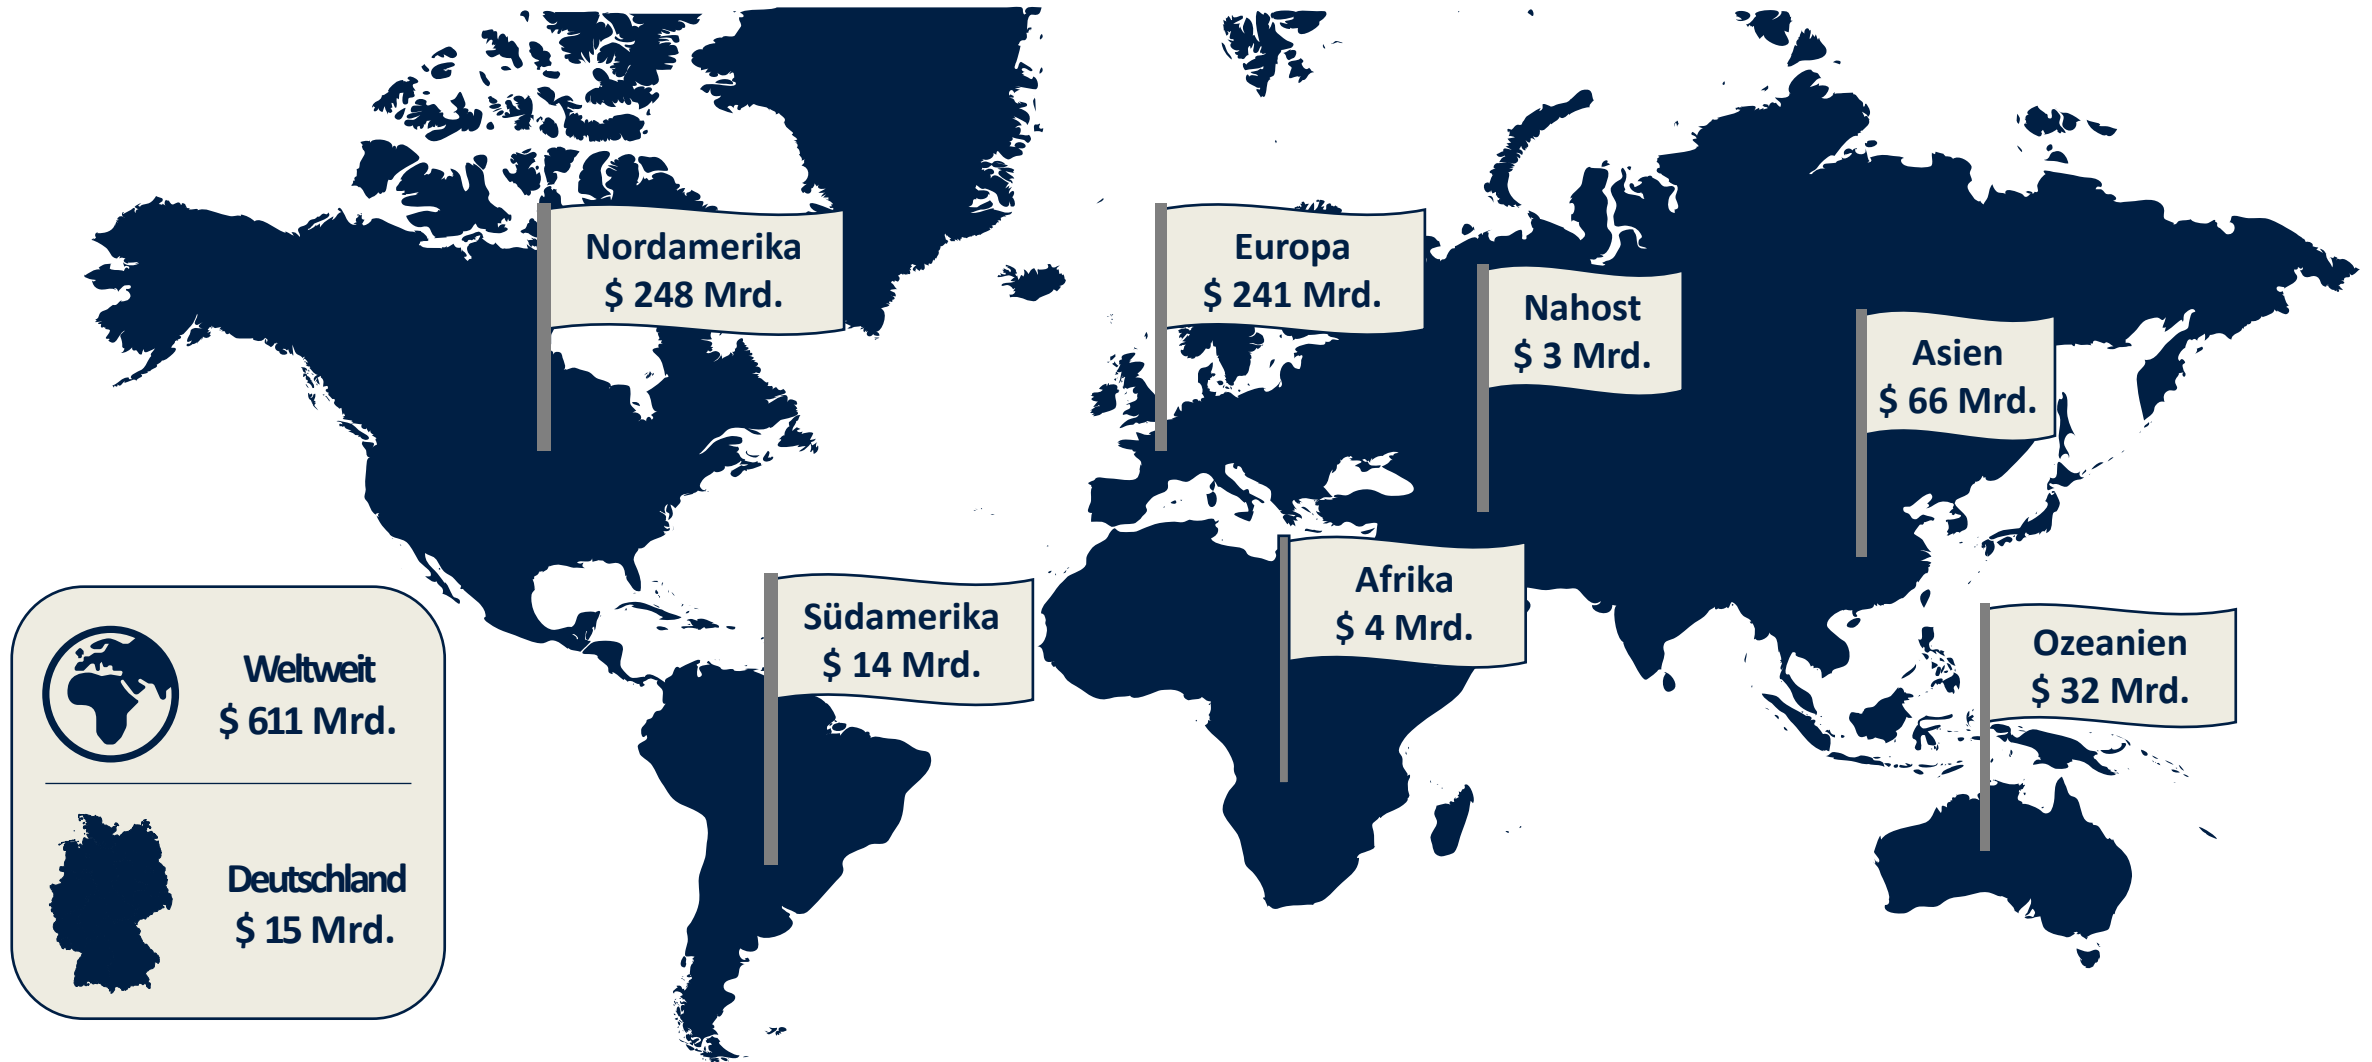 Nordamerika
$ 248 Mrd.
Europa
$ 241 Mrd.
Nahost
$ 3 Mrd.
Asien
$ 66 Mrd.
Afrika
$ 4 Mrd.
Südamerika
$ 14 Mrd.
Ozeanien
$ 32 Mrd.
Weltweit
$ 611 Mrd.
Deutschland
$ 15 Mrd.